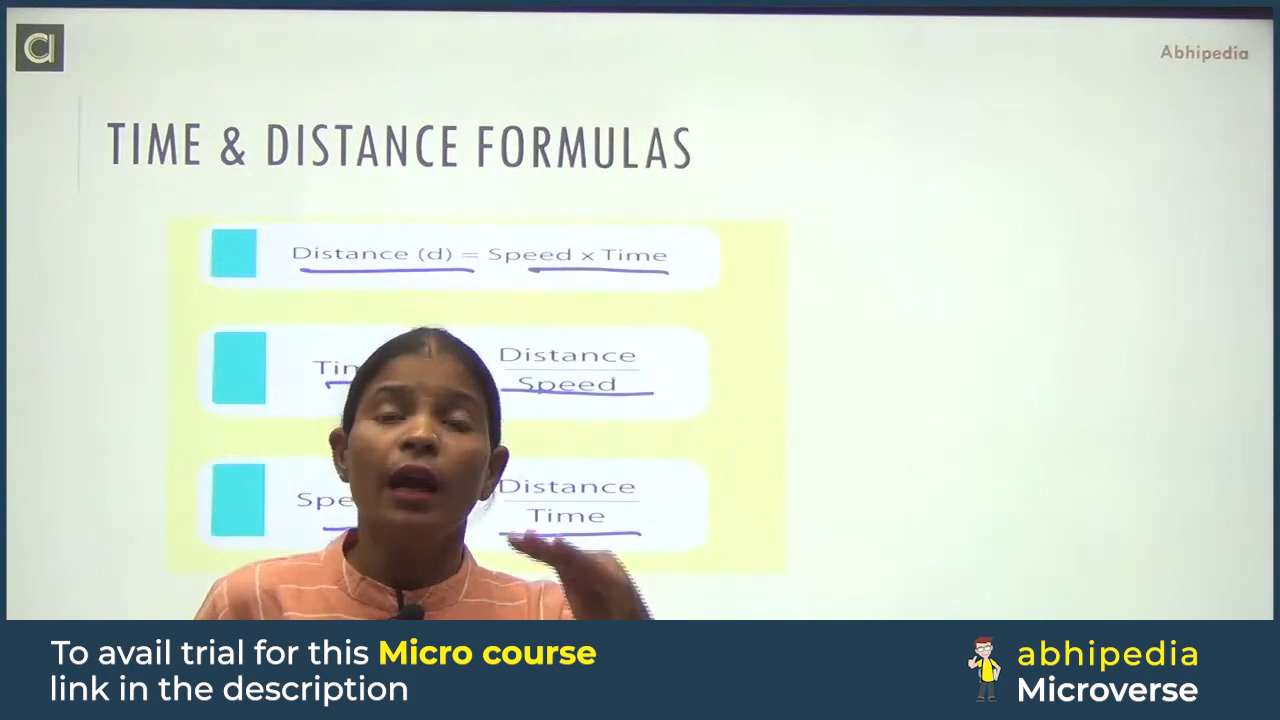 a
Abhipedia
TIME & DISTANCE FORMULAS
Distance (d) = Speed x Time
Distance
Speed
Distance
Time
To avail trial for this Micro course
link in the description
abhipedia
Microverse